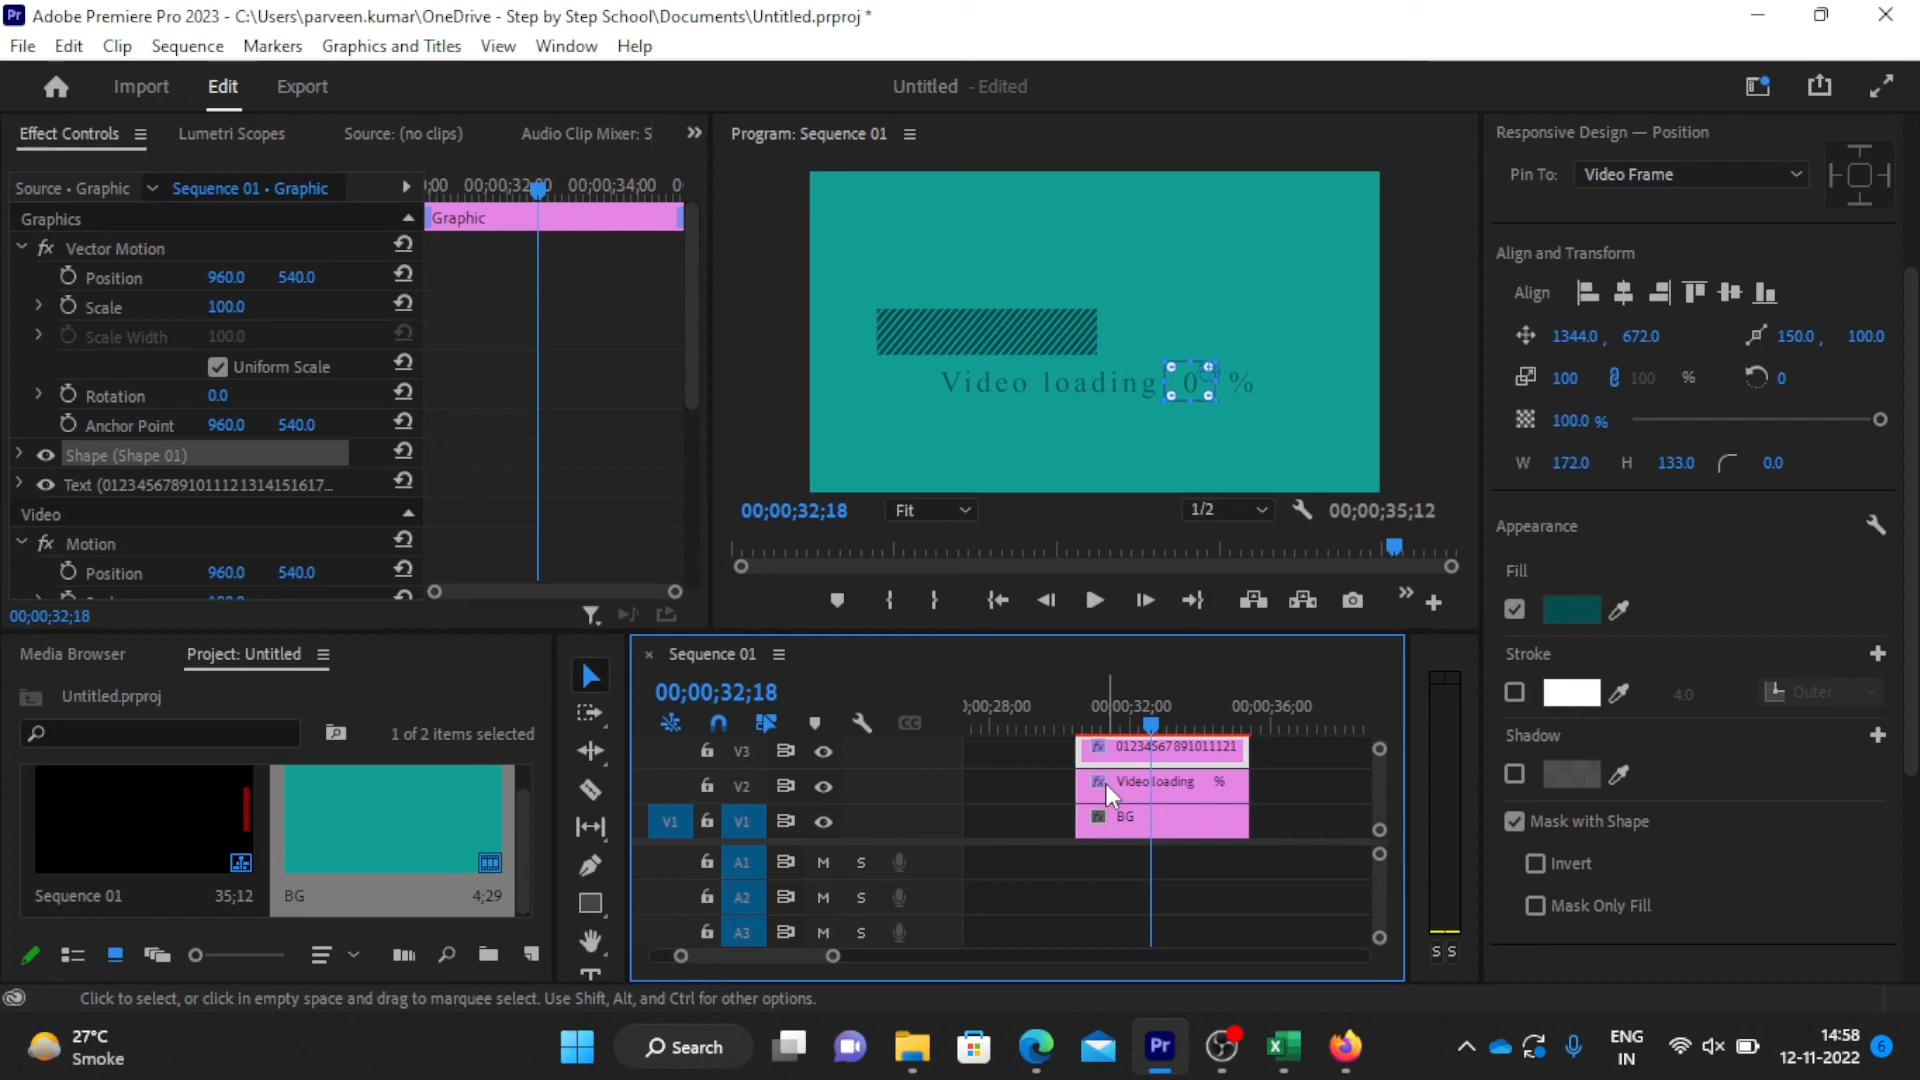 Adobe Premiere Pro 2023 - C:\Users\parveen.kumar\OneDrive - Step by Step School\Documents\Untitled.prproj *
File Edit Clip Sequence Markers Graphics and Titles View Window Help
Import Edit Export Untitled - Edited
Effect Controls Lumetri Scopes Source: (no clips) Audio Clip Mixer: S
Program: Sequence 01
Source • Graphic Sequence 01 • Graphic
;00 00;00;32;00 00;00;34;00 0
Graphics
Graphic
Vector Motion
Position 960.0 540.0
Scale 100.0
Scale Width 100.0
Uniform Scale
Rotation 0.0
Anchor Point 960.0 540.0
Shape (Shape 01)
Text (01234567891011121314151617...
Video
Motion
Position 960.0 540.0
00;00;32;18
Video loading 0 %
00;00;32;18 Fit 1/2 00;00;35;12
Responsive Design — Position
Pin To: Video Frame
Align and Transform
Align
1344.0 , 672.0 150.0 , 100.0
100 100 % 0
100.0 %
W 172.0 H 133.0 0.0
Appearance
Fill
Stroke
4.0 Outer
Shadow
Mask with Shape
Invert
Mask Only Fill
Media Browser Project: Untitled
Untitled.prproj
1 of 2 items selected
Sequence 01 35;12 BG 4;29
Sequence 01
00;00;32;18
;00;28;00 00;00;32;00 00;00;36;00
V3 01234567891011121
V2 Video loading %
V1 V1 BG
A1 M S
A2 M S
A3 M S
S S
Click to select, or click in empty space and drag to marquee select. Use Shift, Alt, and Ctrl for other options.
27°C
Smoke
Search
Pr
ENG
IN
14:58
12-11-2022
6